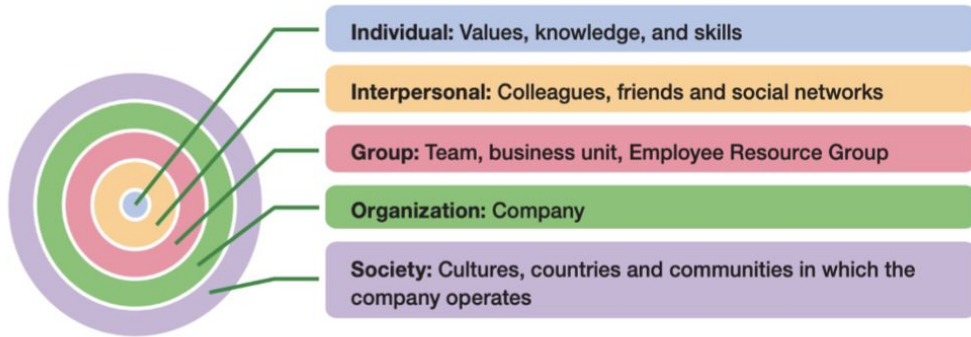 Individual: Values, knowledge, and skills
Interpersonal: Colleagues, friends and social networks
Group: Team, business unit, Employee Resource Group
Organization: Company
Society: Cultures, countries and communities in which the
company operates